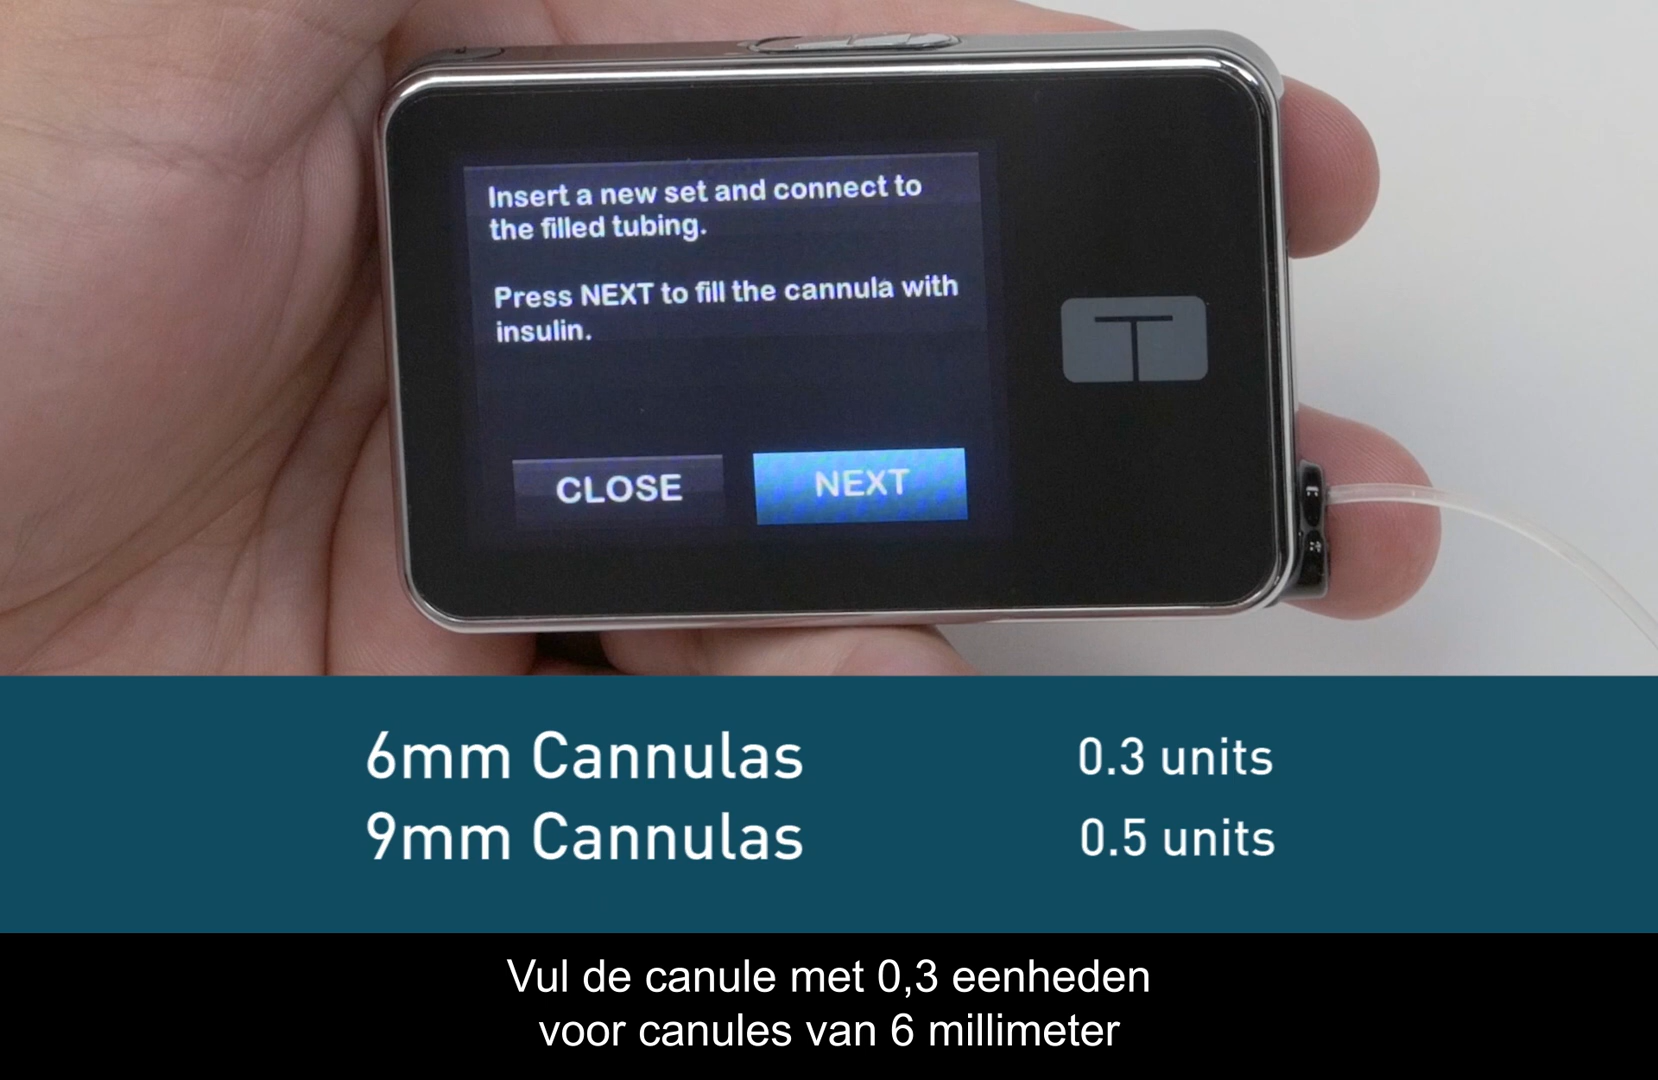 Insert a new set and connect to
the filled tubing.
Press NEXT to fill the cannula with
insulin.
CLOSE NEXT
6mm Cannulas 0.3 units
9mm Cannulas 0.5 units
Vul de canule met 0,3 eenheden
voor canules van 6 millimeter